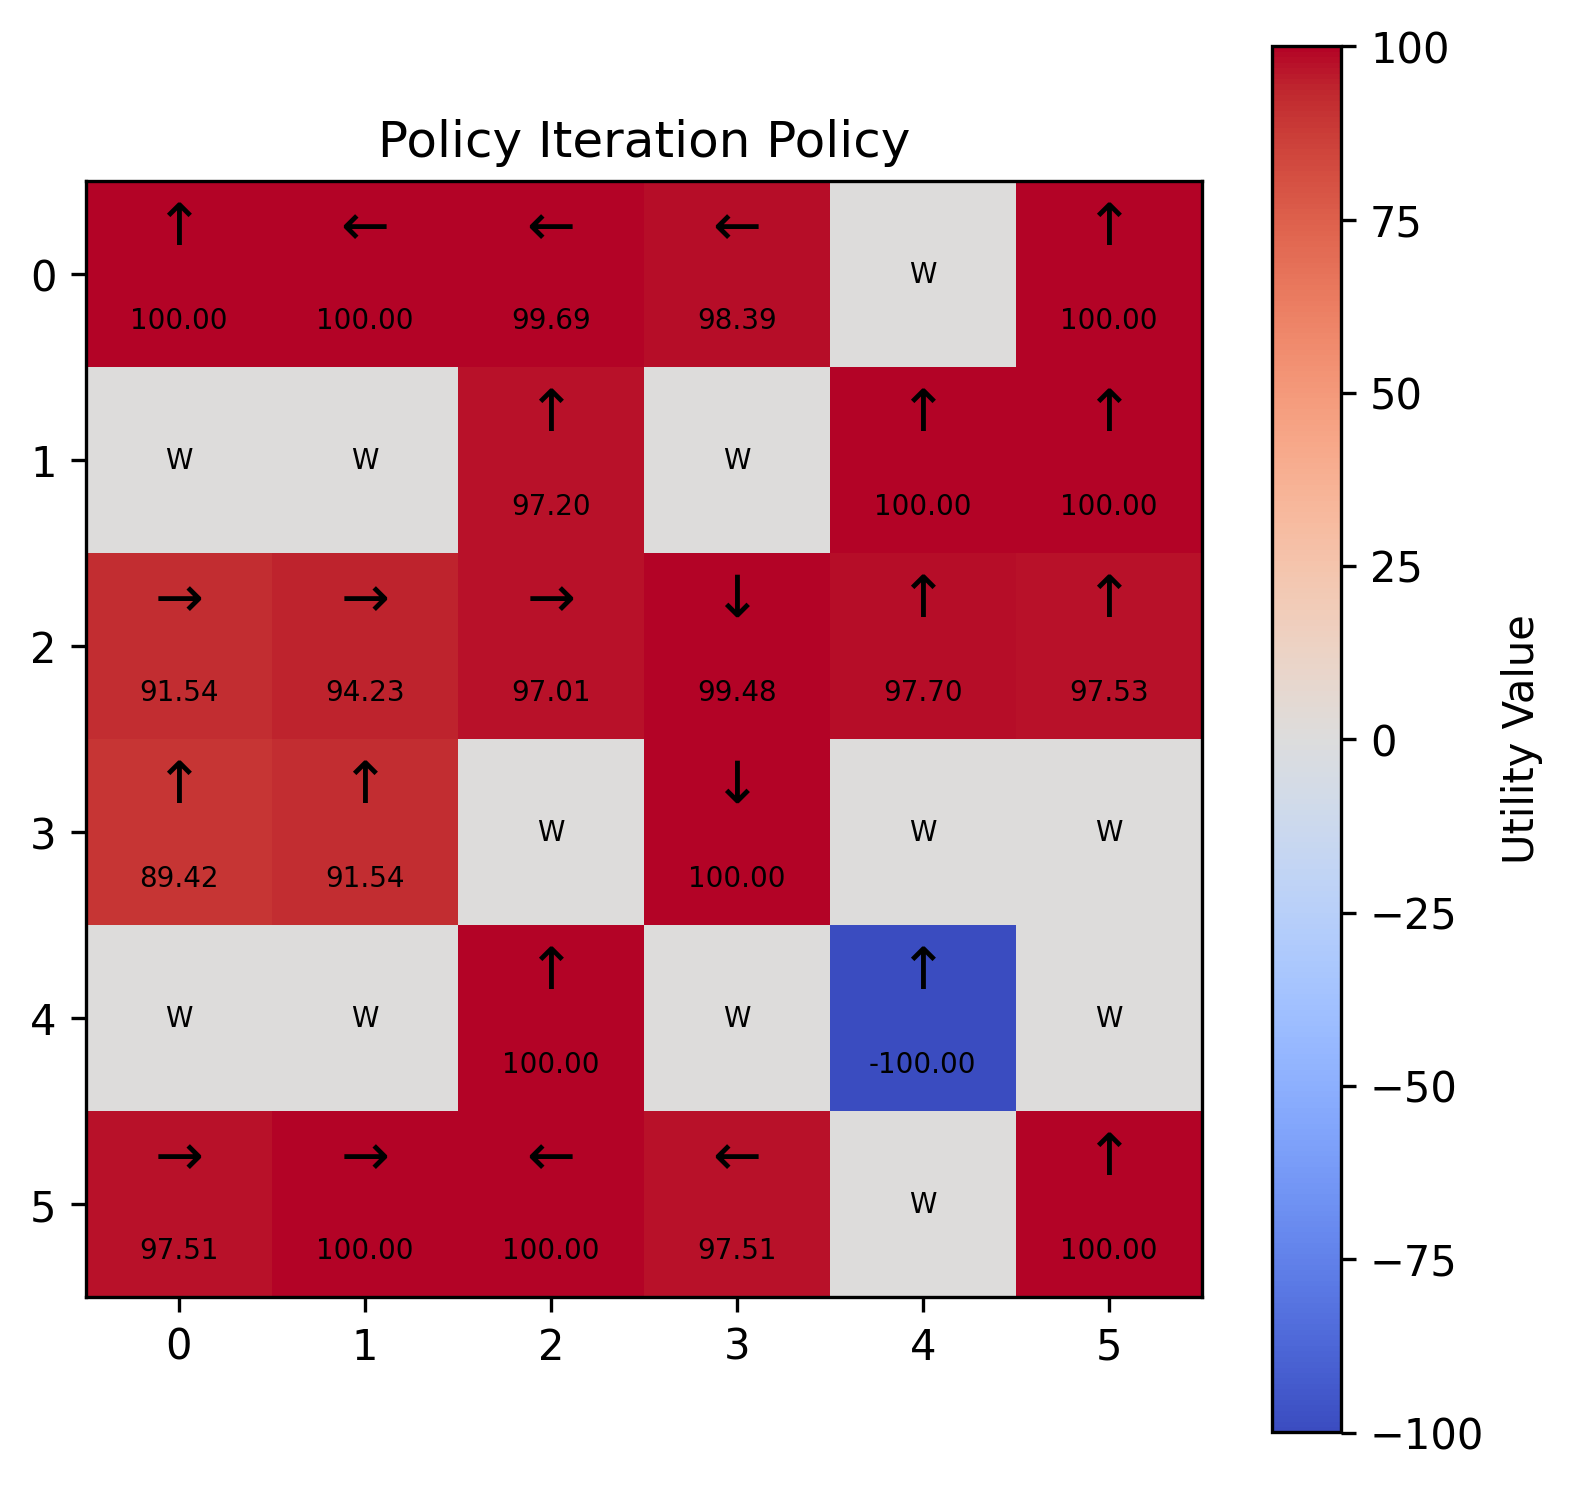 Policy Iteration Policy
0 ↑ ← ← ← W ↑
100.00 100.00 99.69 98.39 100.00
1 W W ↑ W ↑ ↑
97.20 100.00 100.00
2 → → → ↓ ↑ ↑
91.54 94.23 97.01 99.48 97.70 97.53
3 ↑ ↑ W ↓ W W
89.42 91.54 100.00
4 W W ↑ W ↑ W
100.00 -100.00
5 → → ← ← W ↑
97.51 100.00 100.00 97.51 100.00
0 1 2 3 4 5
100
75
50
25
0
−25
−50
−75
−100
Utility Value